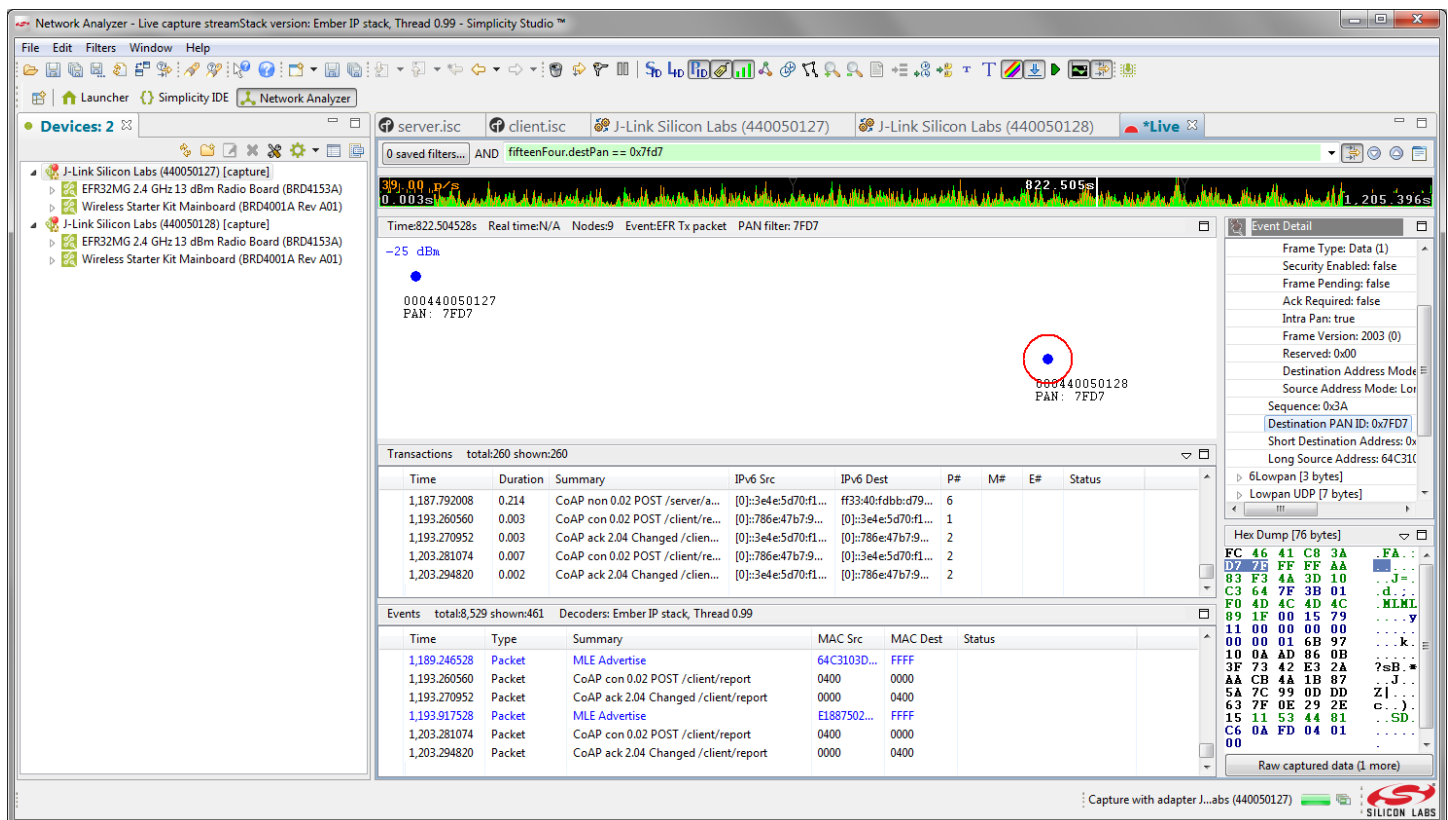 Network Analyzer - Live capture streamStack version: Ember IP stack, Thread 0.99 - Simplicity Studio ™
File Edit Filters Window Help
Launcher {} Simplicity IDE Network Analyzer
Devices: 2
J-Link Silicon Labs (440050127) [capture]
EFR32MG 2.4 GHz 13 dBm Radio Board (BRD4153A)
Wireless Starter Kit Mainboard (BRD4001A Rev A01)
J-Link Silicon Labs (440050128) [capture]
EFR32MG 2.4 GHz 13 dBm Radio Board (BRD4153A)
Wireless Starter Kit Mainboard (BRD4001A Rev A01)
server.isc client.isc J-Link Silicon Labs (440050127) J-Link Silicon Labs (440050128) *Live
0 saved filters... AND fifteenFour.destPan == 0x7fd7
39.00 p/s 822.505s
0.003s 1,205.396s
Time:822.504528s Real time:N/A Nodes:9 Event:EFR Tx packet PAN filter: 7FD7
-25 dBm
000440050127
PAN: 7FD7
000440050128
PAN: 7FD7
Transactions total:260 shown:260
Time Duration Summary IPv6 Src IPv6 Dest P# M# E# Status
1,187.792008 0.214 CoAP non 0.02 POST /server/a... [0]::3e4e:5d70:f1... ff33:40:fdbb:d79... 6
1,193.260560 0.003 CoAP con 0.02 POST /client/re... [0]::786e:47b7:9... [0]::3e4e:5d70:f1... 1
1,193.270952 0.003 CoAP ack 2.04 Changed /clien... [0]::3e4e:5d70:f1... [0]::786e:47b7:9... 2
1,203.281074 0.007 CoAP con 0.02 POST /client/re... [0]::786e:47b7:9... [0]::3e4e:5d70:f1... 2
1,203.294820 0.002 CoAP ack 2.04 Changed /clien... [0]::3e4e:5d70:f1... [0]::786e:47b7:9... 2
Events total:8,529 shown:461 Decoders: Ember IP stack, Thread 0.99
Time Type Summary MAC Src MAC Dest Status
1,189.246528 Packet MLE Advertise 64C3103D... FFFF
1,193.260560 Packet CoAP con 0.02 POST /client/report 0400 0000
1,193.270952 Packet CoAP ack 2.04 Changed /client/report 0000 0400
1,193.917528 Packet MLE Advertise E1887502... FFFF
1,203.281074 Packet CoAP con 0.02 POST /client/report 0400 0000
1,203.294820 Packet CoAP ack 2.04 Changed /client/report 0000 0400
Event Detail
Frame Type: Data (1)
Security Enabled: false
Frame Pending: false
Ack Required: false
Intra Pan: true
Frame Version: 2003 (0)
Reserved: 0x00
Destination Address Mode
Source Address Mode: Lon
Sequence: 0x3A
Destination PAN ID: 0x7FD7
Short Destination Address: 0x
Long Source Address: 64C310
6Lowpan [3 bytes]
Lowpan UDP [7 bytes]
Hex Dump [76 bytes]
FC 46 41 C8 3A .FA.:
D7 7F FF FF AA .....
83 F3 4A 3D 10 ..J=.
C3 64 7F 3B 01 .d.;.
F0 4D 4C 4D 4C .MLML
89 1F 00 15 79 ....y
11 00 00 00 00 .....
00 00 01 6B 97 ...k.
10 0A AD 86 0B .....
3F 73 42 E3 2A ?sB.*
AA CB 4A 1B 87 ..J..
5A 7C 99 0D DD Z|...
63 7F 0E 29 2E c..).
15 11 53 44 81 ..SD.
C6 0A FD 04 01 .....
00 .
Raw captured data (1 more)
Capture with adapter J...abs (440050127)
SILICON LABS